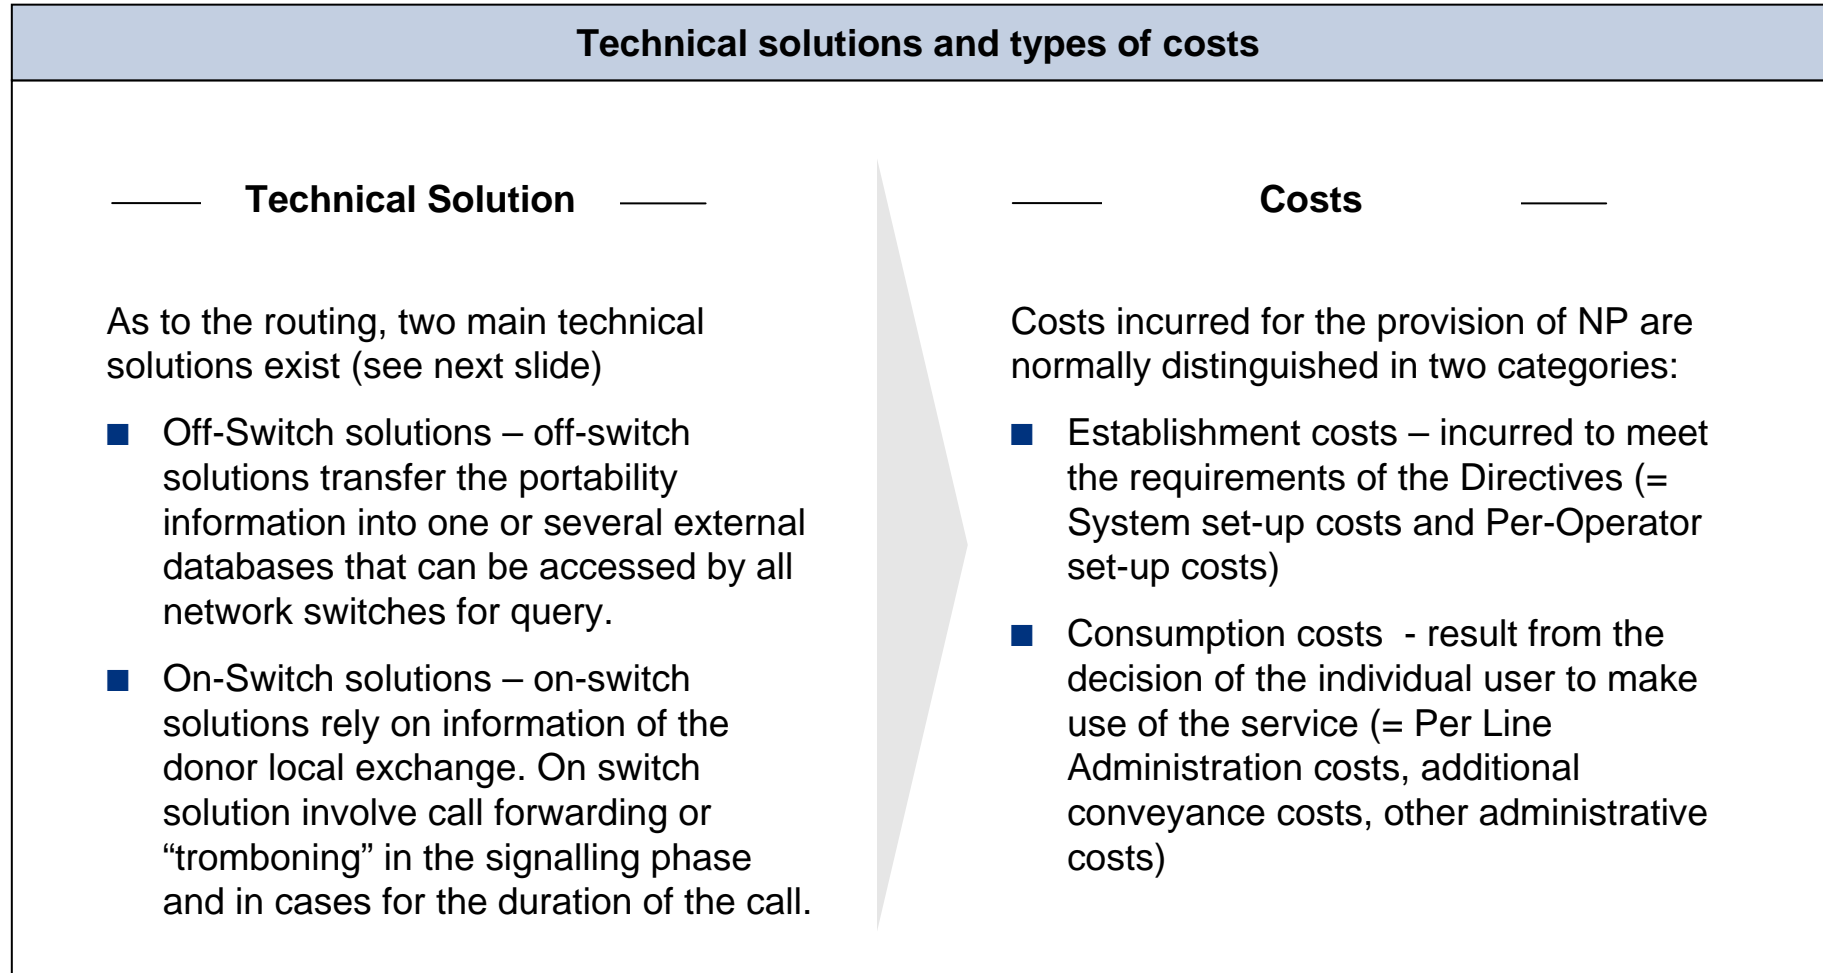 Technical solutions and types of costs
Technical Solution
As to the routing, two main technical
solutions exist (see next slide)
Off-Switch solutions – off-switch
solutions transfer the portability
information into one or several external
databases that can be accessed by all
network switches for query.
On-Switch solutions – on-switch
solutions rely on information of the
donor local exchange. On switch
solution involve call forwarding or
“tromboning” in the signalling phase
and in cases for the duration of the call.
Costs
Costs incurred for the provision of NP are
normally distinguished in two categories:
Establishment costs – incurred to meet
the requirements of the Directives (=
System set-up costs and Per-Operator
set-up costs)
Consumption costs  - result from the
decision of the individual user to make
use of the service (= Per Line
Administration costs, additional
conveyance costs, other administrative
costs)